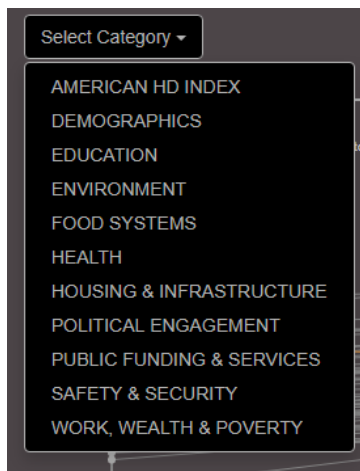 Select Category
AMERICAN HD INDEX
DEMOGRAPHICS
EDUCATION
ENVIRONMENT
FOOD SYSTEMS
HEALTH
HOUSING & INFRASTRUCTURE
POLITICAL ENGAGEMENT
PUBLIC FUNDING & SERVICES
SAFETY & SECURITY
WORK, WEALTH & POVERTY